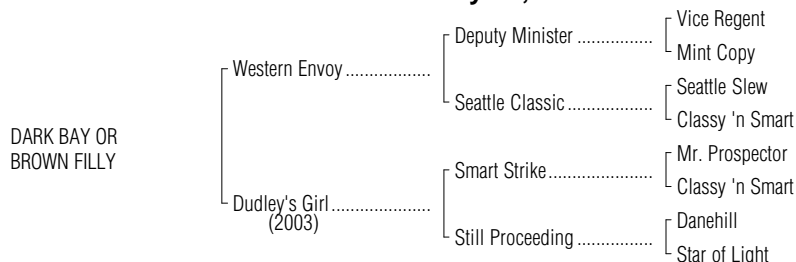 Vice Regent
Deputy Minister ................
Mint Copy
Western Envoy ..................
Seattle Slew
Seattle Classic ..................
Classy 'n Smart
DARK BAY OR
BROWN FILLY
Mr. Prospector
Smart Strike......................
Classy 'n Smart
Dudley's Girl .....................
(2003)
Danehill
Still Proceeding ................
Star of Light